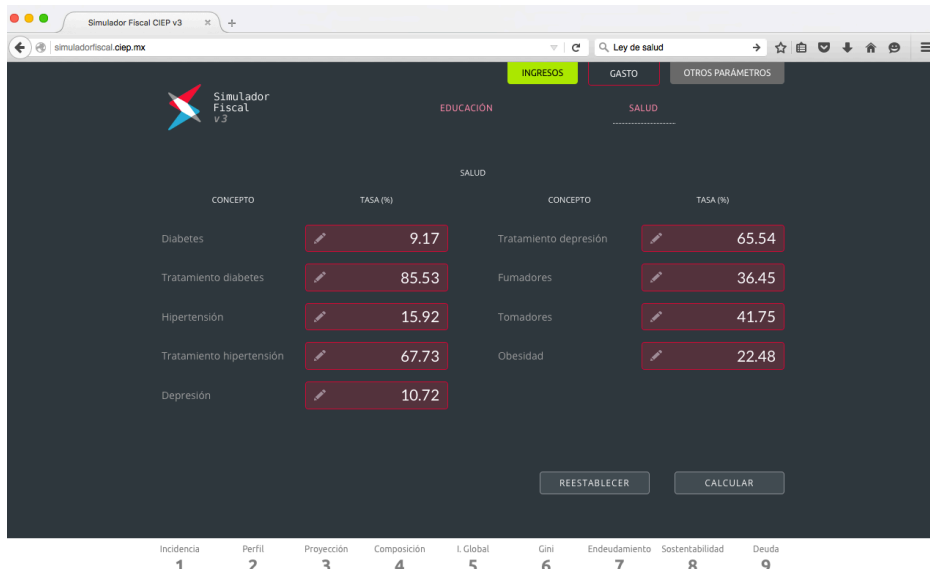 Simulador Fiscal CIEP v3
simuladorfiscal.ciep.mx
Ley de salud
INGRESOS
GASTO
OTROS PARÁMETROS
Simulador
Fiscal
v3
EDUCACIÓN
SALUD
SALUD
CONCEPTO TASA (%) CONCEPTO TASA (%)
Diabetes 9.17 Tratamiento depresión 65.54
Tratamiento diabetes 85.53 Fumadores 36.45
Hipertensión 15.92 Tomadores 41.75
Tratamiento hipertensión 67.73 Obesidad 22.48
Depresión 10.72
REESTABLECER CALCULAR
Incidencia Perfil Proyección Composición I. Global Gini Endeudamiento Sostentabilidad Deuda
1 2 3 4 5 6 7 8 9